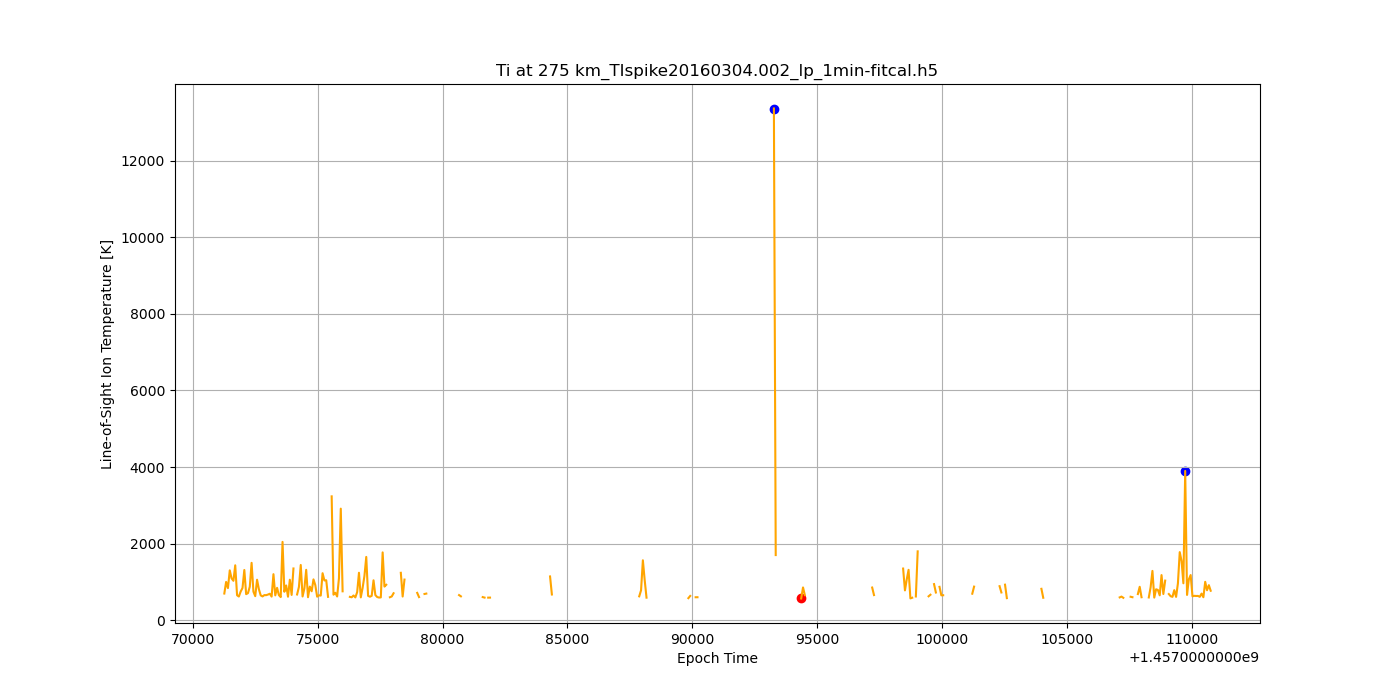 Ti at 275 km_TIspike20160304.002_lp_1min-fitcal.h5
Line-of-Sight Ion Temperature [K]
12000
10000
8000
6000
4000
2000
0
70000 75000 80000 85000 90000 95000 100000 105000 110000
Epoch Time
+1.4570000000e9